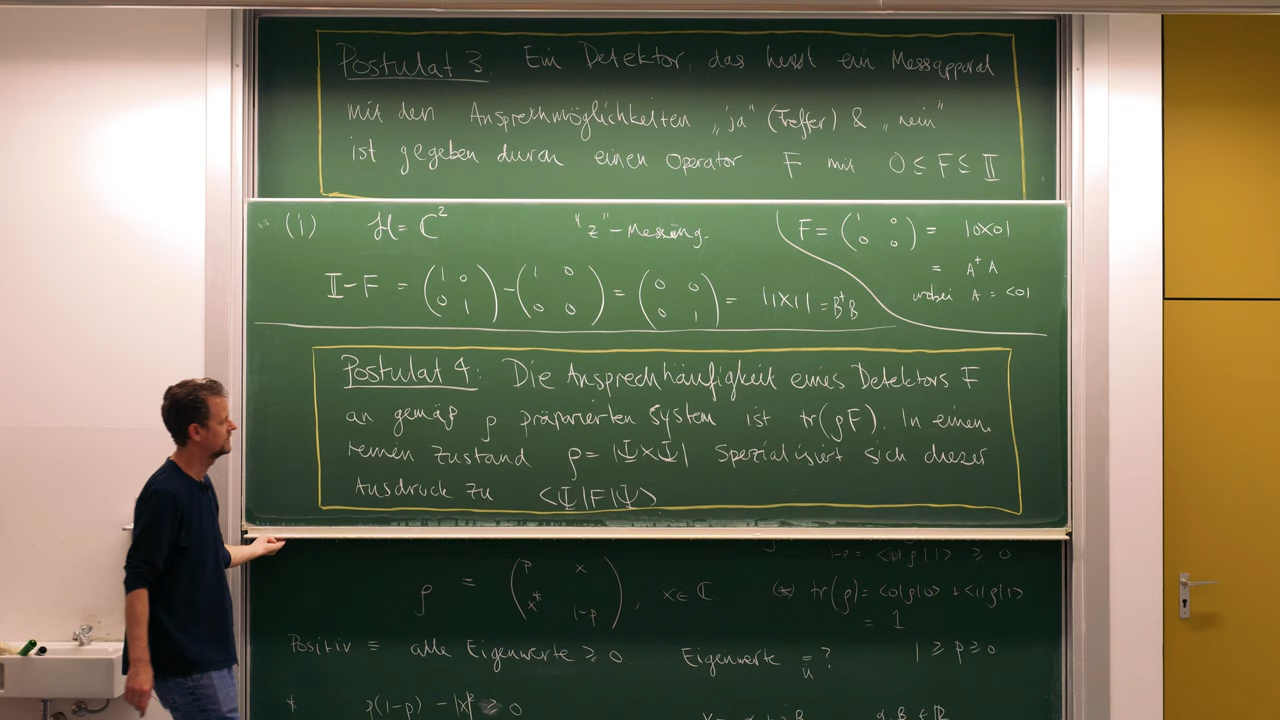 Postulat 3. Ein Detektor, das heisst ein Messapparat
mit den Ansprechmöglichkeiten „ja" (Treffer) & „nein"
ist gegeben durch einen Operator F mit 0 ≤ F ≤ 𝕀
(i) ℋ = ℂ² "z"-Messung.
F = (1 0; 0 0) = |0><0|
= A†A
wobei A = <0|
𝕀-F = (1 0; 0 1) - (1 0; 0 0) = (0 0; 0 1) = |1><1| = B†B
Postulat 4: Die Ansprechhäufigkeit eines Detektors F
an gemäß ρ präparierten System ist tr(ρF). In einem
reinen Zustand ρ = |Ψ><Ψ| spezialisiert sich dieser
Ausdruck zu <Ψ|F|Ψ>
1-p = <1|ρ|1> ≥ 0
ρ = (p x; x* 1-p), x ∈ ℂ (*) tr(ρ) = <0|ρ|0> + <1|ρ|1>
= 1
Positiv = alle Eigenwerte ≥ 0. Eigenwerte = ? 1 ≥ p ≥ 0
* p(1-p) - |x|² ≥ 0